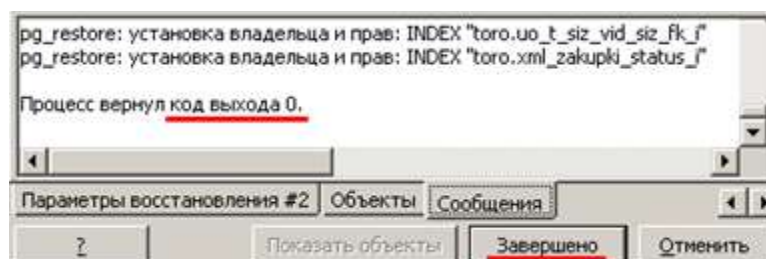 pg_restore: установка владельца и прав: INDEX "toro.uo_t_siz_vid_siz_fk_i"
pg_restore: установка владельца и прав: INDEX "toro.xml_zakupki_status_i"
Процесс вернул код выхода 0.
Параметры восстановления #2 Объекты Сообщения
? Показать объекты Завершено Отменить